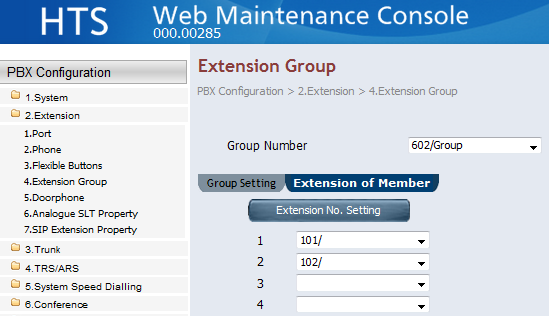 HTS
Web Maintenance Console
000.00285
PBX Configuration
1.System
2.Extension
1.Port
2.Phone
3.Flexible Buttons
4.Extension Group
5.Doorphone
6.Analogue SLT Property
7.SIP Extension Property
3.Trunk
4.TRS/ARS
5.System Speed Dialling
6.Conference
Extension Group
PBX Configuration > 2.Extension > 4.Extension Group
Group Number 602/Group
Group Setting Extension of Member
Extension No. Setting
1 101/
2 102/
3
4